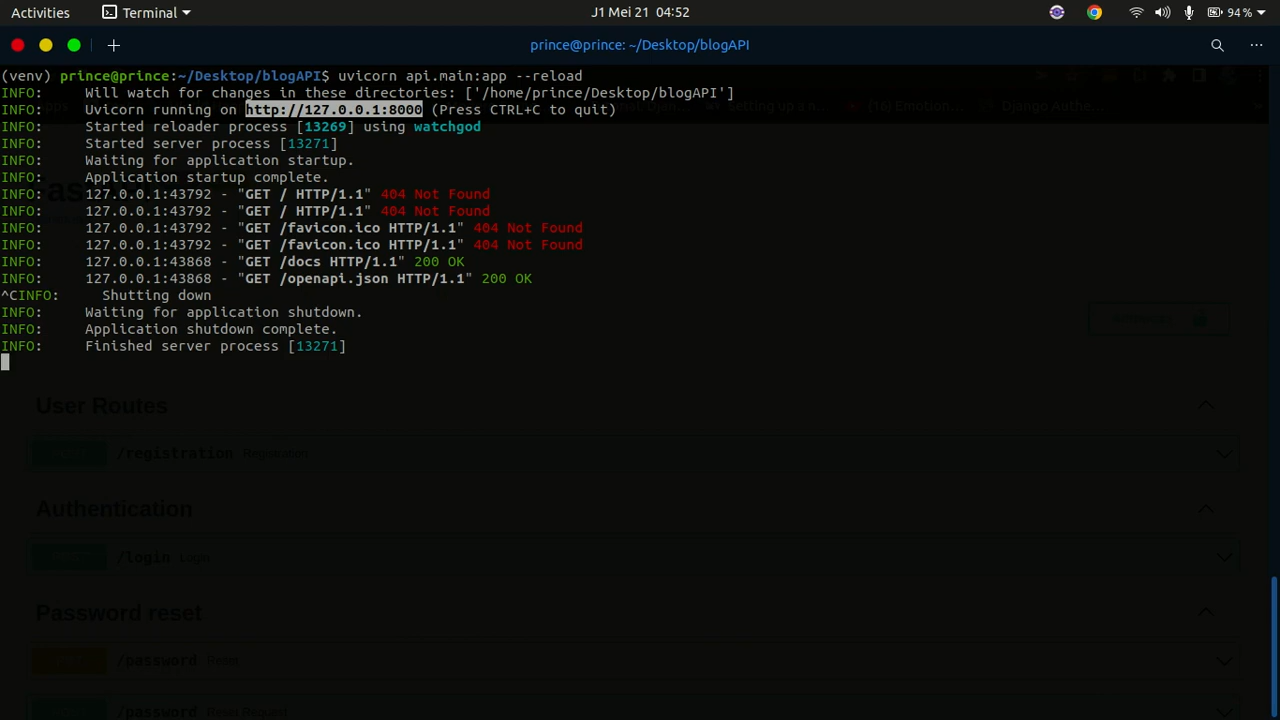 Activities Terminal J1 Mei 21 04:52 94 %
prince@prince: ~/Desktop/blogAPI
(venv) prince@prince:~/Desktop/blogAPI$ uvicorn api.main:app --reload
INFO: Will watch for changes in these directories: ['/home/prince/Desktop/blogAPI']
INFO: Uvicorn running on http://127.0.0.1:8000 (Press CTRL+C to quit)
INFO: Started reloader process [13269] using watchgod
INFO: Started server process [13271]
INFO: Waiting for application startup.
INFO: Application startup complete.
INFO: 127.0.0.1:43792 - "GET / HTTP/1.1" 404 Not Found
INFO: 127.0.0.1:43792 - "GET / HTTP/1.1" 404 Not Found
INFO: 127.0.0.1:43792 - "GET /favicon.ico HTTP/1.1" 404 Not Found
INFO: 127.0.0.1:43792 - "GET /favicon.ico HTTP/1.1" 404 Not Found
INFO: 127.0.0.1:43868 - "GET /docs HTTP/1.1" 200 OK
INFO: 127.0.0.1:43868 - "GET /openapi.json HTTP/1.1" 200 OK
^CINFO: Shutting down
INFO: Waiting for application shutdown.
INFO: Application shutdown complete.
INFO: Finished server process [13271]
User Routes
/registration Registration
Authentication
/login Login
Password reset
/password Reset
/password Reset Request